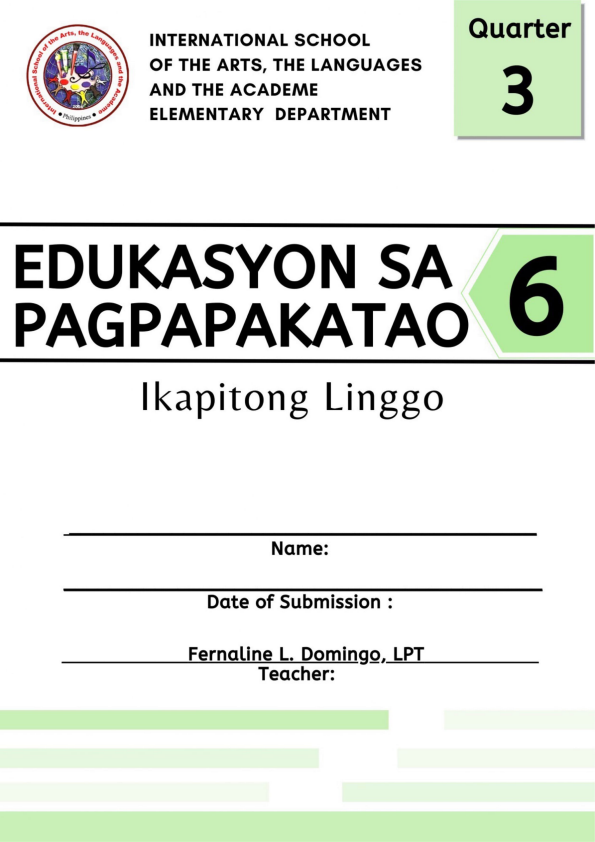 International School of the Arts, the Languages and the Academe
Philippines
INTERNATIONAL SCHOOL
OF THE ARTS, THE LANGUAGES
AND THE ACADEME
ELEMENTARY DEPARTMENT
Quarter
3
EDUKASYON SA
PAGPAPAKATAO
6
Ikapitong Linggo
Name:
Date of Submission :
Fernaline L. Domingo, LPT
Teacher: